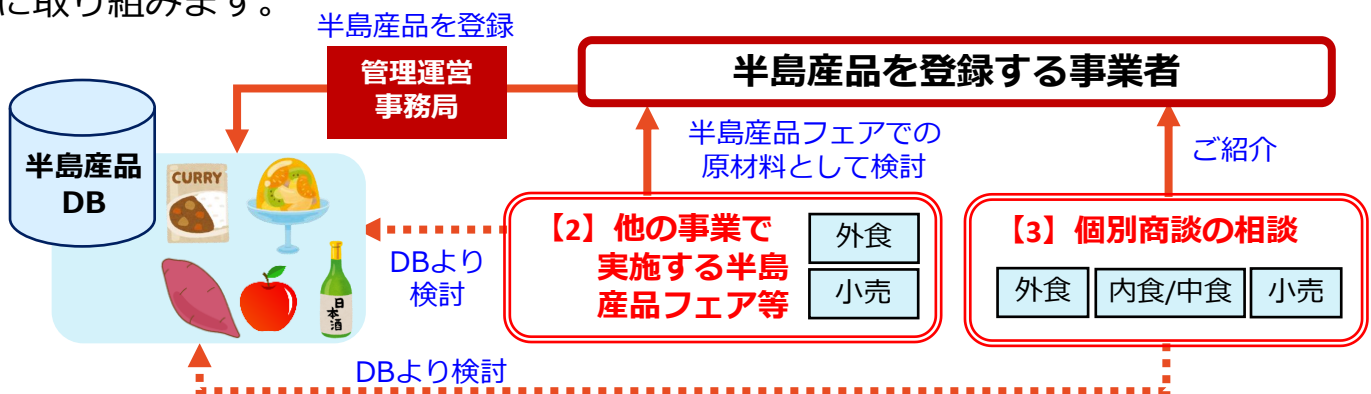 に取り組みます。
半島産品を登録
管理運営
事務局
半島産品を登録する事業者
半島産品
DB
CURRY
日本酒
半島産品フェアでの
原材料として検討
ご紹介
DBより
検討
【2】他の事業で
実施する半島
産品フェア等
外食
小売
【3】個別商談の相談
外食
内食/中食
小売
DBより検討